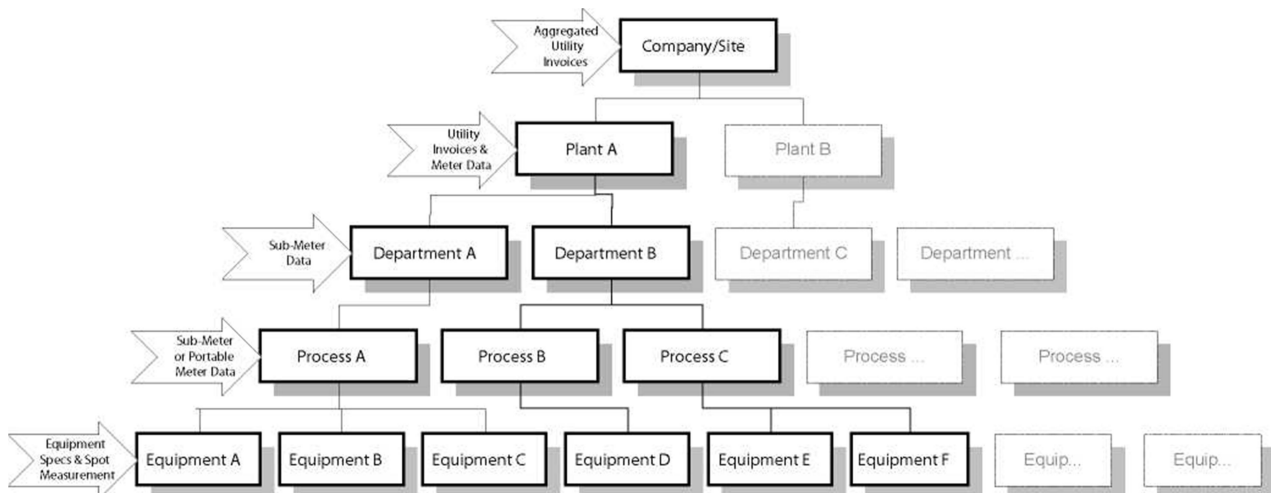 Aggregated
Utility
Invoices
Company/Site
Utility
Invoices &
Meter Data
Plant A
Plant B
Sub-Meter
Data
Department A
Department B
Department C
Department ...
Sub-Meter
or Portable
Meter Data
Process A
Process B
Process C
Process ...
Process ...
Equipment
Specs & Spot
Measurement
Equipment A
Equipment B
Equipment C
Equipment D
Equipment E
Equipment F
Equip...
Equip...